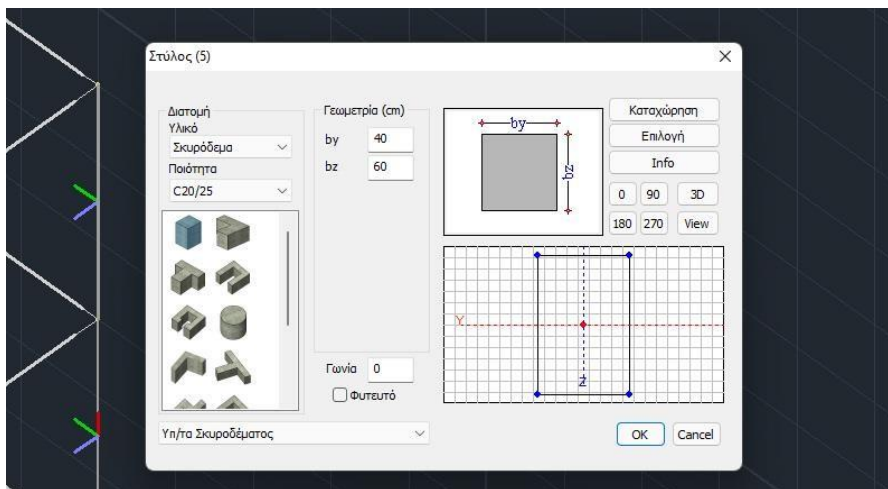 Στύλος (5)
Διατομή
Υλικό
Σκυρόδεμα
Ποιότητα
C20/25
Γεωμετρία (cm)
by 40
bz 60
Γωνία 0
Φυτευτό
by
bz
Καταχώρηση
Επιλογή
Info
0 90 3D
180 270 View
Y
z
Υπ/τα Σκυροδέματος
OK Cancel